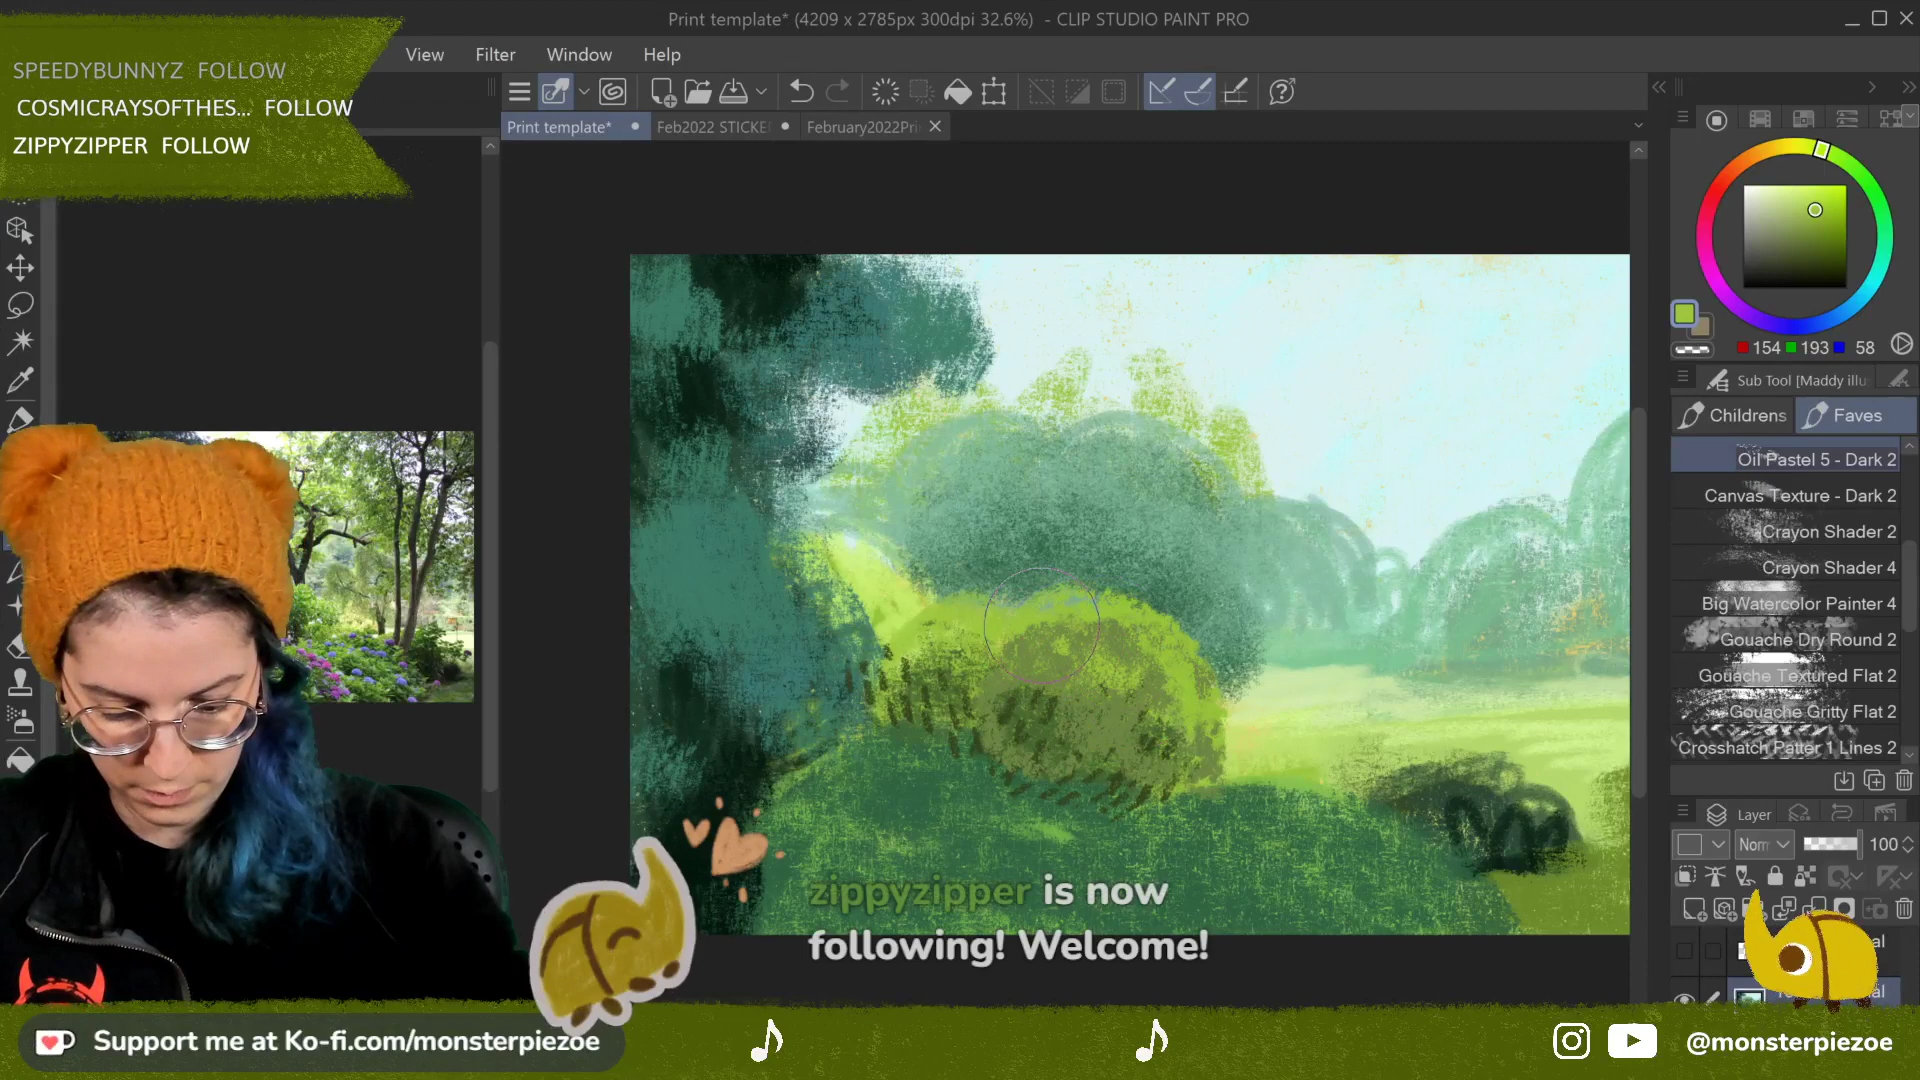 Print template* (4209 x 2785px 300dpi 32.6%) - CLIP STUDIO PAINT PRO
SPEEDYBUNNYZ FOLLOW
COSMICRAYSOFTHES... FOLLOW
ZIPPYZIPPER FOLLOW
View Filter Window Help
Print template* Feb2022 STICKE February2022Pri
154 193 58
Sub Tool [Maddy illu
Childrens Faves
Oil Pastel 5 - Dark 2
Canvas Texture - Dark 2
Crayon Shader 2
Crayon Shader 4
Big Watercolor Painter 4
Gouache Dry Round 2
Gouache Textured Flat 2
Gouache Gritty Flat 2
Crosshatch Patter 1 Lines 2
Layer
Norm 100
zippyzipper is now
following! Welcome!
Support me at Ko-fi.com/monsterpiezoe
@monsterpiezoe